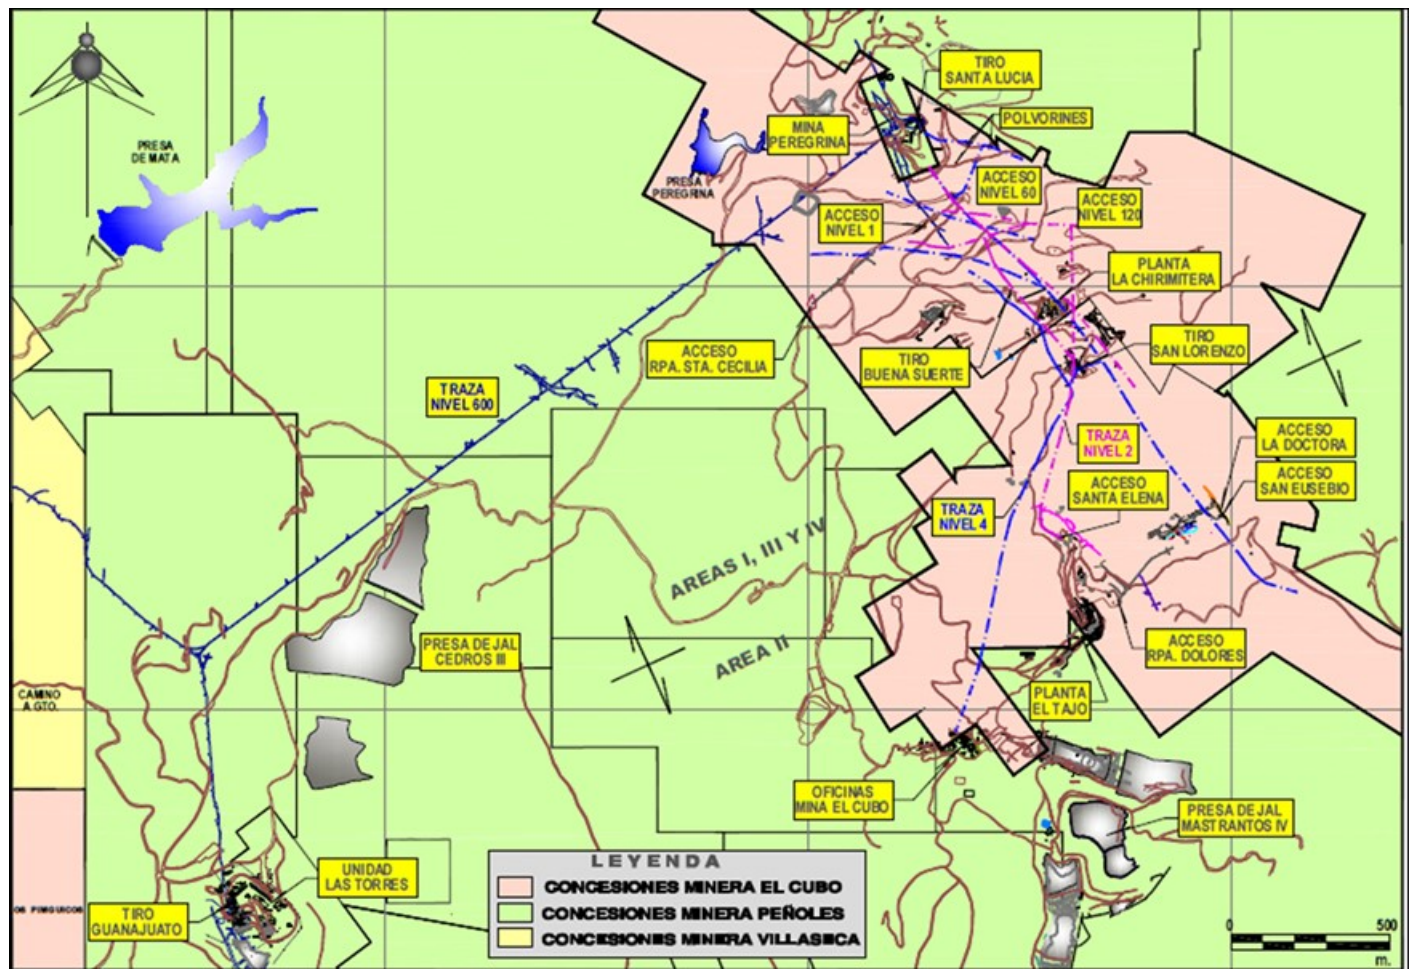 TIRO
SANTA LUCIA
POLVORINES
MINA
PEREGRINA
PRESA
DE MATA
PRESA
PEREGRINA
ACCESO
NIVEL 60
ACCESO
NIVEL 120
ACCESO
NIVEL 1
PLANTA
LA CHIRIMITERA
TIRO
SAN LORENZO
ACCESO
RPA. STA. CECILIA
TIRO
BUENA SUERTE
TRAZA
NIVEL 600
TRAZA
NIVEL 2
ACCESO
LA DOCTORA
ACCESO
SAN EUSEBIO
ACCESO
SANTA ELENA
TRAZA
NIVEL 4
AREAS I, III Y IV
AREA II
PRESA DE JAL
CEDROS III
ACCESO
RPA. DOLORES
CAMINO
A GTO.
PLANTA
EL TAJO
OFICINAS
MINA EL CUBO
PRESA DE JAL
MASTRANTOS IV
UNIDAD
LAS TORRES
TIRO
GUANAJUATO
OS PINGUICOS
LEYENDA
CONCESIONES MINERA EL CUBO
CONCESIONES MINERA PEÑOLES
CONCESIONES MINERA VILLASECA
0 500
m.